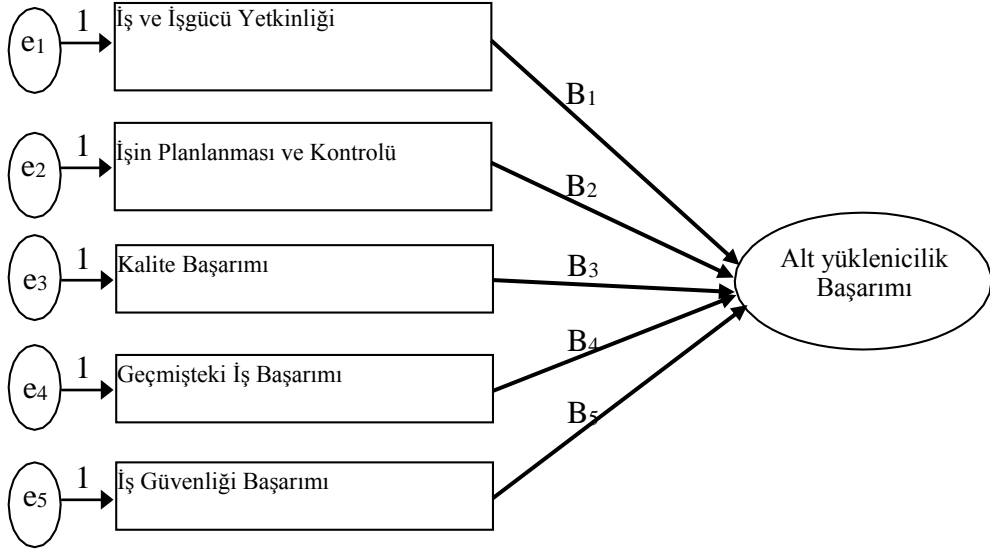 e1 1 İş ve İşgücü Yetkinliği
B1
e2 1 İşin Planlanması ve Kontrolü
B2
e3 1 Kalite Başarımı
B3
Alt yüklenicilik
Başarımı
e4 1 Geçmişteki İş Başarımı
B4
e5 1 İş Güvenliği Başarımı
B5